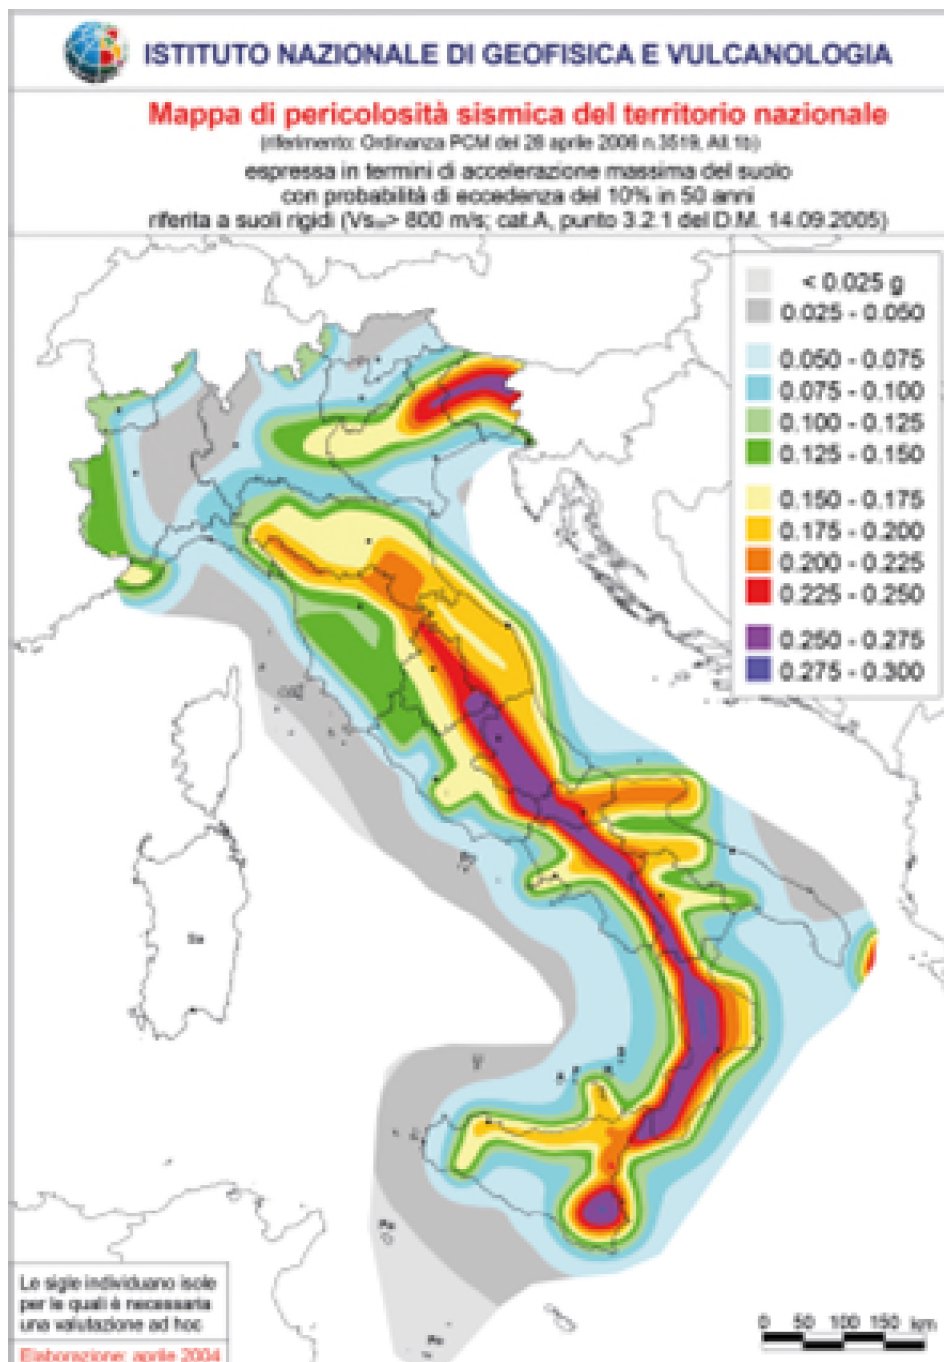 ISTITUTO NAZIONALE DI GEOFISICA E VULCANOLOGIA
Mappa di pericolosità sismica del territorio nazionale
(riferimento: Ordinanza PCM del 28 aprile 2006 n.3519, All.1b)
espressa in termini di accelerazione massima del suolo
con probabilità di eccedenza del 10% in 50 anni
riferita a suoli rigidi (Vs₃₀> 800 m/s; cat.A, punto 3.2.1 del D.M. 14.09.2005)
< 0.025 g
0.025 - 0.050
0.050 - 0.075
0.075 - 0.100
0.100 - 0.125
0.125 - 0.150
0.150 - 0.175
0.175 - 0.200
0.200 - 0.225
0.225 - 0.250
0.250 - 0.275
0.275 - 0.300
Sa
Pa
Le sigle individuano isole
per le quali è necessaria
una valutazione ad hoc
Elaborazione: aprile 2004
0 50 100 150 km